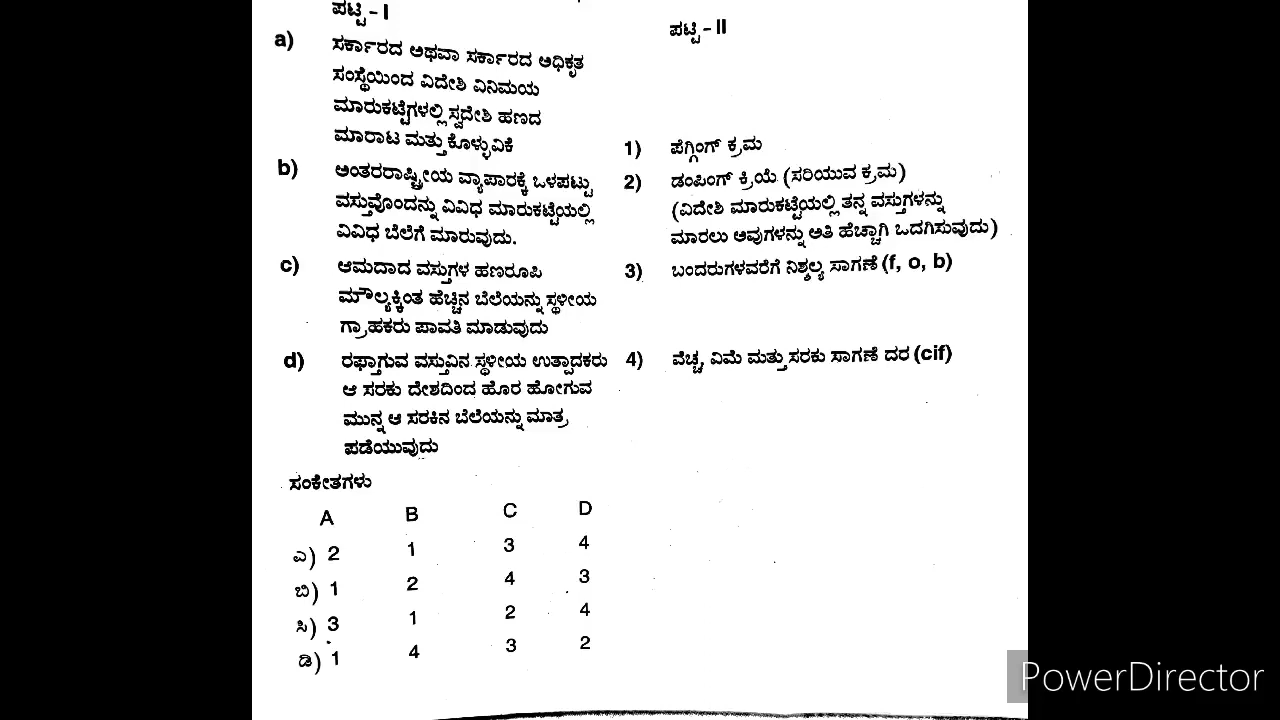 ಪಟ್ಟಿ - I
ಪಟ್ಟಿ - II
a) ಸರ್ಕಾರದ ಅಥವಾ ಸರ್ಕಾರದ ಅಧಿಕೃತ
ಸಂಸ್ಥೆಯಿಂದ ವಿದೇಶಿ ವಿನಿಮಯ
ಮಾರುಕಟ್ಟೆಗಳಲ್ಲಿ ಸ್ವದೇಶಿ ಹಣದ
ಮಾರಾಟ ಮತ್ತು ಕೊಳ್ಳುವಿಕೆ
1) ಪೆಗ್ಗಿಂಗ್ ಕ್ರಮ
b) ಅಂತರರಾಷ್ಟ್ರೀಯ ವ್ಯಾಪಾರಕ್ಕೆ ಒಳಪಟ್ಟು
ವಸ್ತುವೊಂದನ್ನು ವಿವಿಧ ಮಾರುಕಟ್ಟೆಯಲ್ಲಿ
ವಿವಿಧ ಬೆಲೆಗೆ ಮಾರುವುದು.
2) ಡಂಪಿಂಗ್ ಕ್ರಿಯೆ (ಸರಿಯುವ ಕ್ರಮ)
(ವಿದೇಶಿ ಮಾರುಕಟ್ಟೆಯಲ್ಲಿ ತನ್ನ ವಸ್ತುಗಳನ್ನು
ಮಾರಲು ಅವುಗಳನ್ನು ಅತಿ ಹೆಚ್ಚಾಗಿ ಒದಗಿಸುವುದು)
c) ಆಮದಾದ ವಸ್ತುಗಳ ಹಣರೂಪಿ
ಮೌಲ್ಯಕ್ಕಿಂತ ಹೆಚ್ಚಿನ ಬೆಲೆಯನ್ನು ಸ್ಥಳೀಯ
ಗ್ರಾಹಕರು ಪಾವತಿ ಮಾಡುವುದು
3) ಬಂದರುಗಳವರೆಗೆ ನಿಶ್ಶಲ್ಯ ಸಾಗಣೆ (f, o, b)
d) ರಫ್ತಾಗುವ ವಸ್ತುವಿನ ಸ್ಥಳೀಯ ಉತ್ಪಾದಕರು
ಆ ಸರಕು ದೇಶದಿಂದ ಹೊರ ಹೋಗುವ
ಮುನ್ನ ಆ ಸರಕಿನ ಬೆಲೆಯನ್ನು ಮಾತ್ರ
ಪಡೆಯುವುದು
4) ವೆಚ್ಚ, ವಿಮೆ ಮತ್ತು ಸರಕು ಸಾಗಣೆ ದರ (cif)
ಸಂಕೇತಗಳು
A B C D
ಎ) 2 1 3 4
ಬಿ) 1 2 4 3
ಸಿ) 3 1 2 4
ಡಿ) 1 4 3 2
PowerDirector